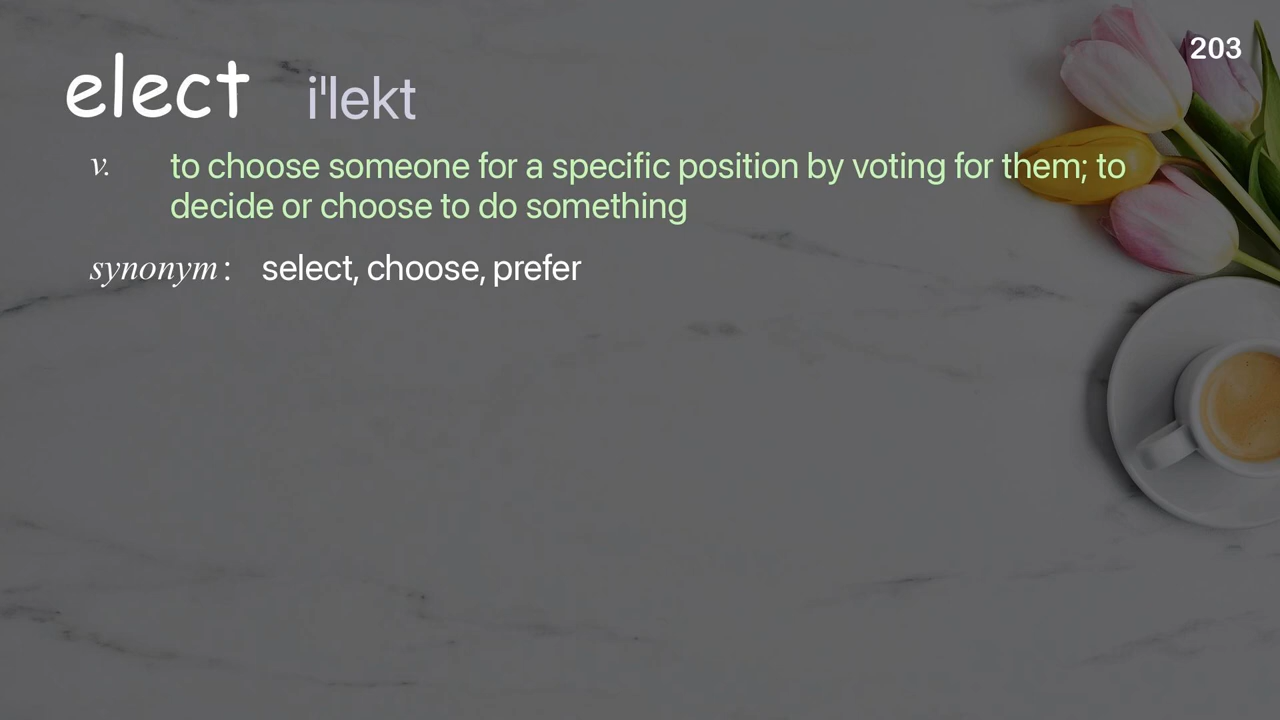 203
elect iˈlekt
v. to choose someone for a specific position by voting for them; to
decide or choose to do something
synonym: select, choose, prefer